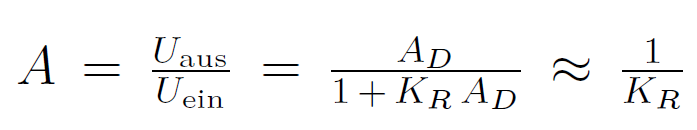 A = U_aus / U_ein = A_D / (1 + K_R A_D) ≈ 1 / K_R